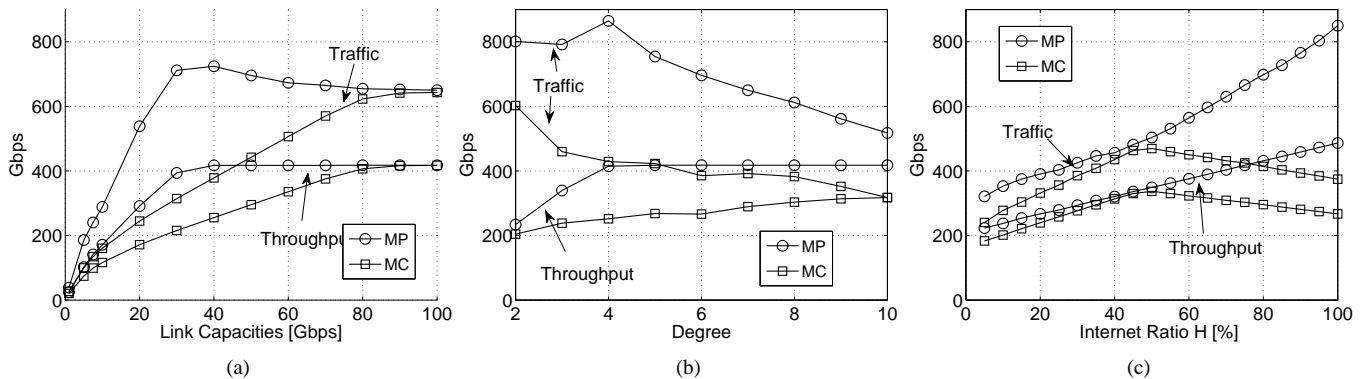 800
600
400
200
0
Gbps
0 20 40 60 80 100
Link Capacities [Gbps]
Traffic
Throughput
MP
MC
(a)
800
600
400
200
0
Gbps
2 4 6 8 10
Degree
Traffic
Throughput
MP
MC
(b)
800
600
400
200
0
Gbps
0 20 40 60 80 100
Internet Ratio H [%]
MP
MC
Traffic
Throughput
(c)